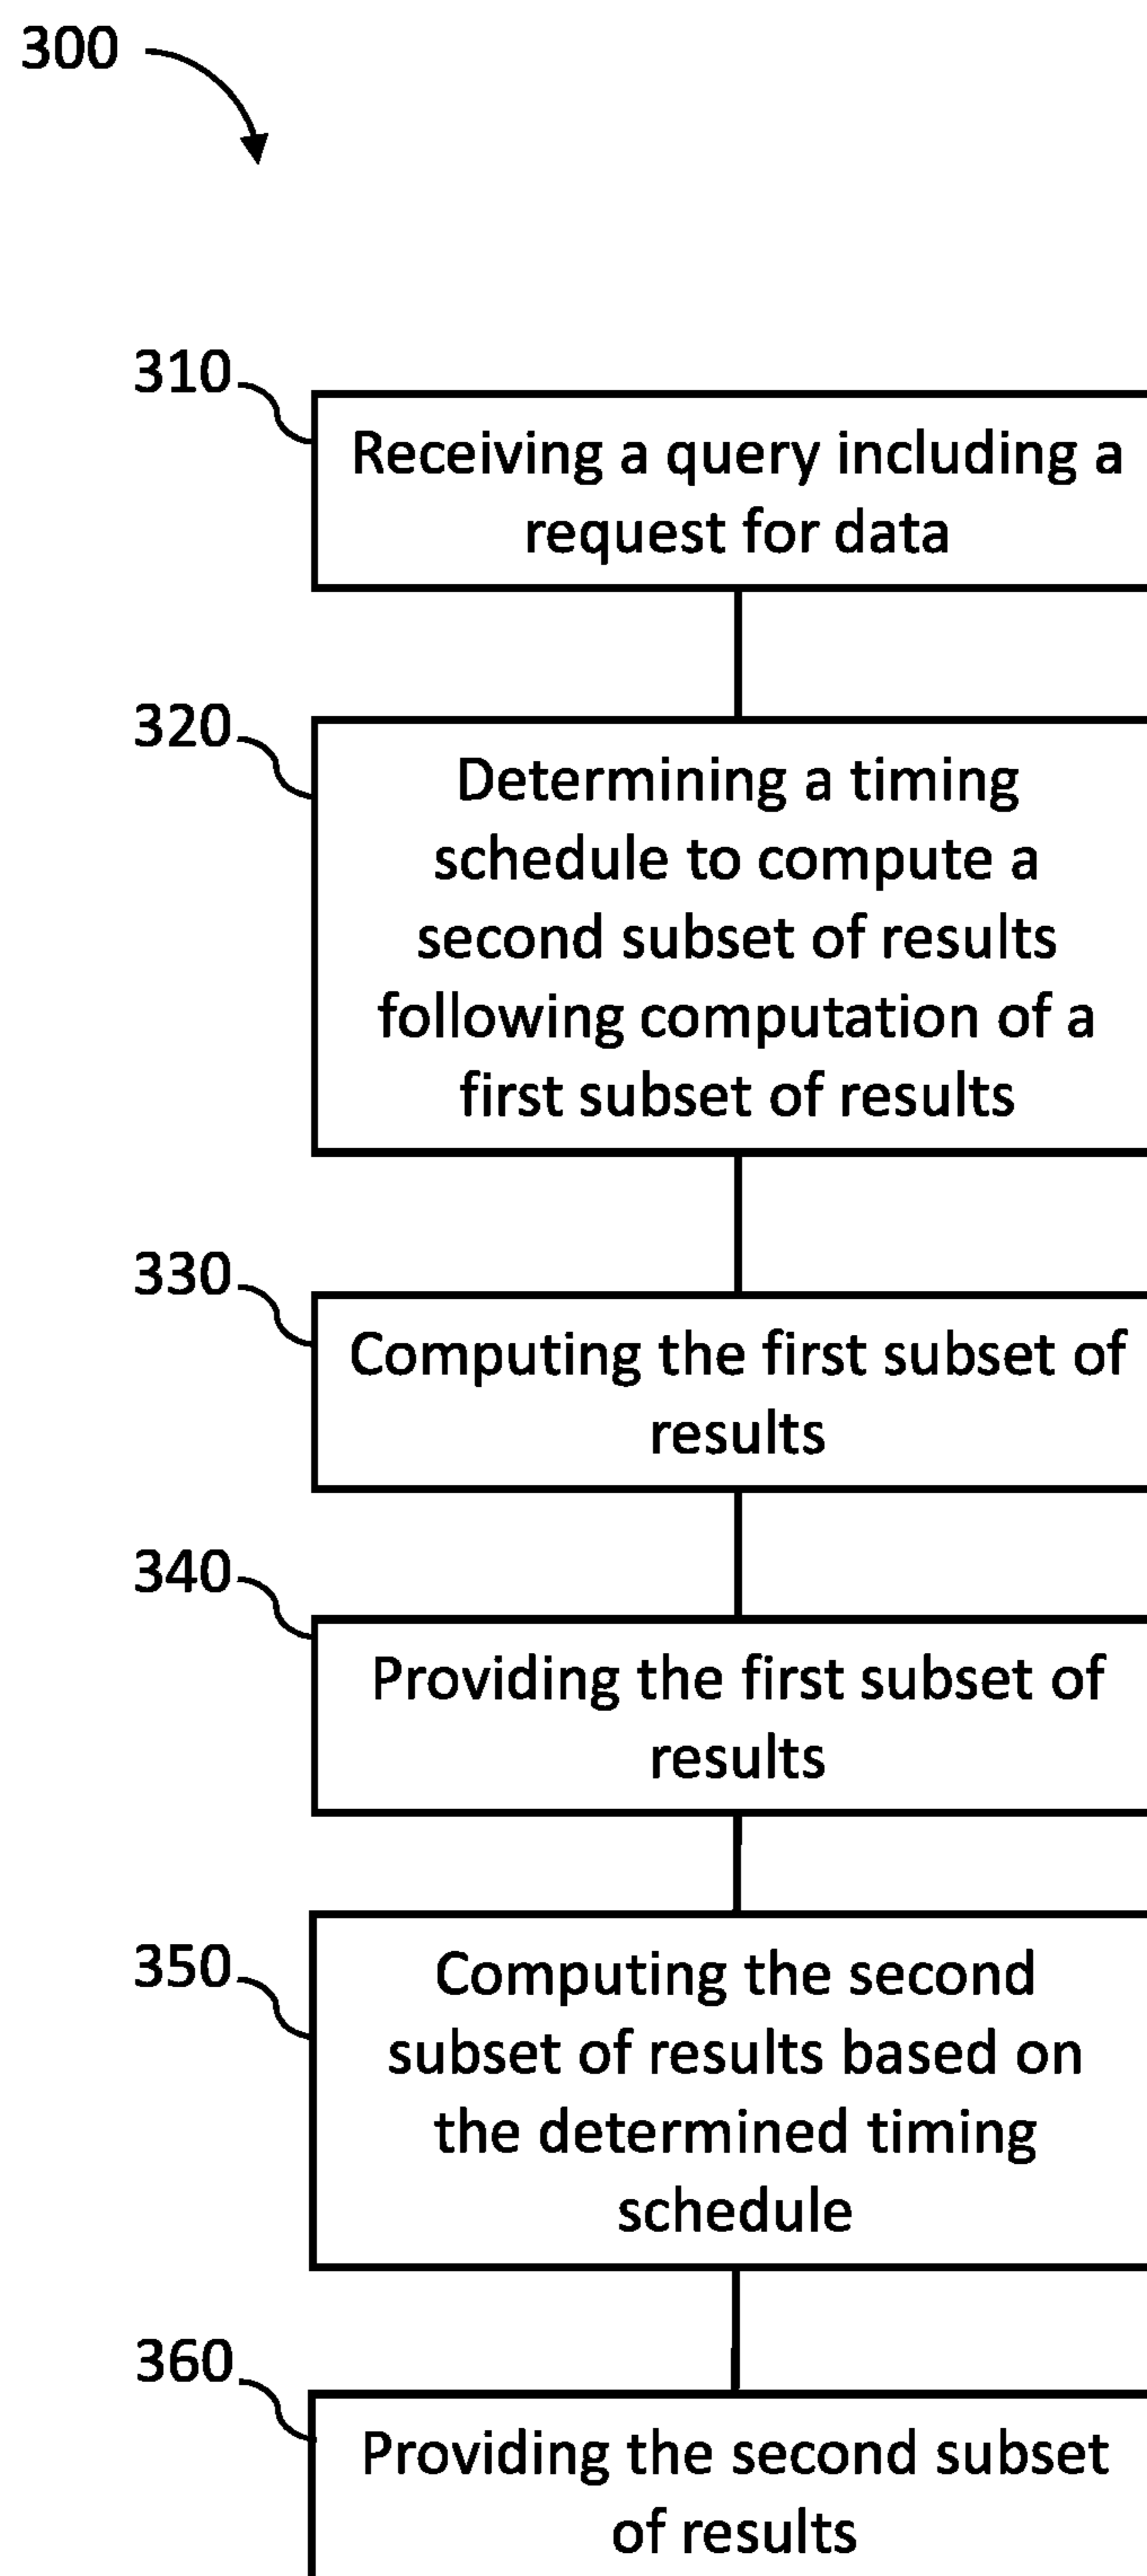 300
310
Receiving a query including a
request for data
320
Determining a timing
schedule to compute a
second subset of results
following computation of a
first subset of results
330
Computing the first subset of
results
340
Providing the first subset of
results
350
Computing the second
subset of results based on
the determined timing
schedule
360
Providing the second subset
of results